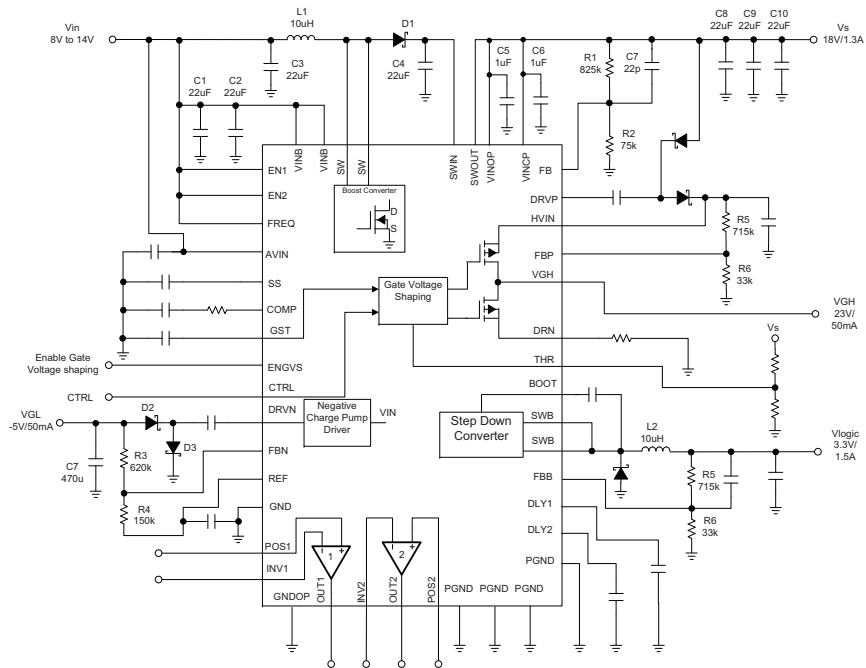 Vin
8V to 14V
L1
10uH
D1
C3
22uF
C4
22uF
C1
22uF
C2
22uF
C5
1uF
C6
1uF
R1
825k
C7
22p
C8
22uF
C9
22uF
C10
22uF
Vs
18V/1.3A
R2
75k
VINB
VINB
SW
SW
SWIN
SWOUT
VINOP
VINCP
FB
EN1
EN2
FREQ
AVIN
SS
COMP
GST
Boost Converter
D
S
DRVP
HVIN
FBP
VGH
R5
715k
R6
33k
Gate Voltage
Shaping
VGH
23V/
50mA
DRN
THR
Vs
Enable Gate
Voltage shaping
ENGVS
CTRL
CTRL
BOOT
VGL
-5V/50mA
D2
D3
DRVN
Negative
Charge Pump
Driver
VIN
Step Down
Converter
SWB
SWB
L2
10uH
Vlogic
3.3V/
1.5A
C7
470u
R3
620k
FBN
REF
R4
150k
GND
FBB
R5
715k
R6
33k
DLY1
DLY2
PGND
POS1
INV1
1
2
GNDOP
OUT1
INV2
OUT2
POS2
PGND
PGND
PGND